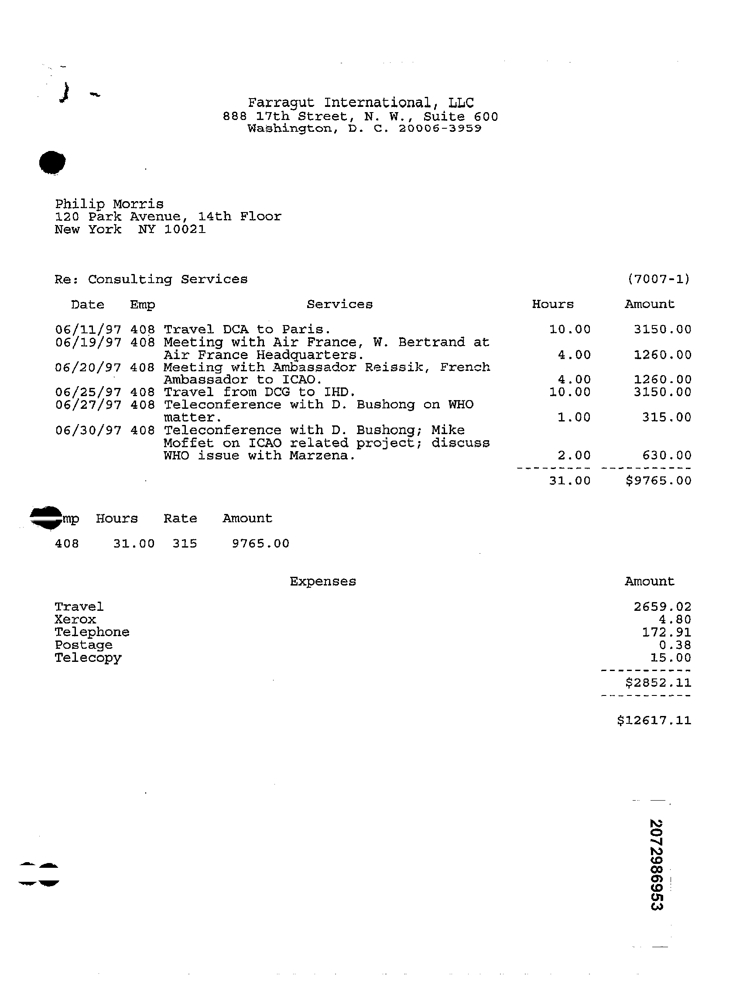 Farragut International, LLC
888 17th Street, N. W., Suite 600
Washington, D. C. 20006-3959
Philip Morris
120 Park Avenue, 14th Floor
New York NY 10021
Re: Consulting Services (7007-1)
Date Emp Services Hours Amount
06/11/97 408 Travel DCA to Paris. 10.00 3150.00
06/19/97 408 Meeting with Air France, W. Bertrand at
Air France Headquarters. 4.00 1260.00
06/20/97 408 Meeting with Ambassador Reissik, French
Ambassador to ICAO. 4.00 1260.00
06/25/97 408 Travel from DCG to IHD. 10.00 3150.00
06/27/97 408 Teleconference with D. Bushong on WHO
matter. 1.00 315.00
06/30/97 408 Teleconference with D. Bushong; Mike
Moffet on ICAO related project; discuss
WHO issue with Marzena. 2.00 630.00
31.00 $9765.00
mp Hours Rate Amount
408 31.00 315 9765.00
Expenses Amount
Travel 2659.02
Xerox 4.80
Telephone 172.91
Postage 0.38
Telecopy 15.00
$2852.11
$12617.11
2072986953